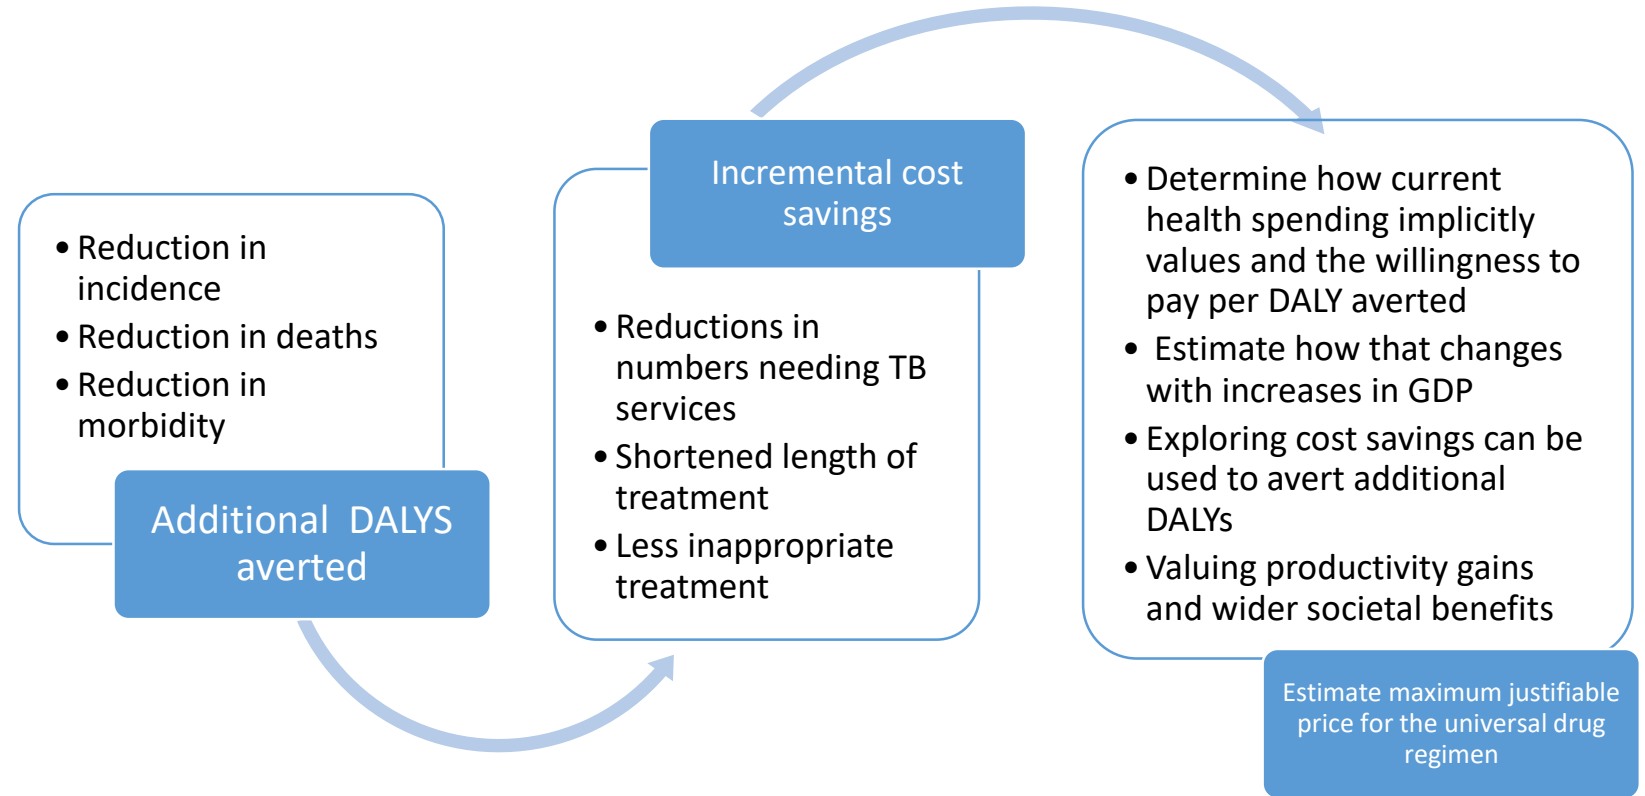 • Reduction in
incidence
• Reduction in deaths
• Reduction in
morbidity
Additional DALYS
averted
Incremental cost
savings
• Reductions in
numbers needing TB
services
• Shortened length of
treatment
• Less inappropriate
treatment
• Determine how current
health spending implicitly
values and the willingness to
pay per DALY averted
• Estimate how that changes
with increases in GDP
• Exploring cost savings can be
used to avert additional
DALYs
• Valuing productivity gains
and wider societal benefits
Estimate maximum justifiable
price for the universal drug
regimen